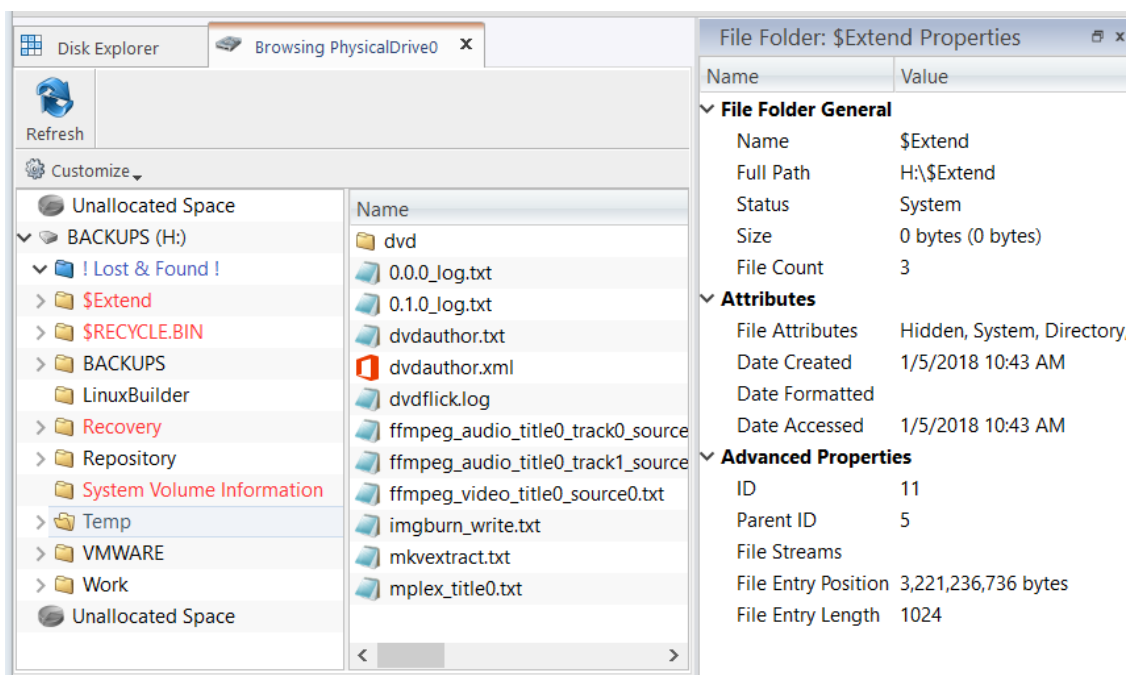 Disk Explorer
Browsing PhysicalDrive0 x
Refresh
Customize
Unallocated Space
BACKUPS (H:)
! Lost & Found !
$Extend
$RECYCLE.BIN
BACKUPS
LinuxBuilder
Recovery
Repository
System Volume Information
Temp
VMWARE
Work
Unallocated Space
Name
dvd
0.0.0_log.txt
0.1.0_log.txt
dvdauthor.txt
dvdauthor.xml
dvdflick.log
ffmpeg_audio_title0_track0_source
ffmpeg_audio_title0_track1_source
ffmpeg_video_title0_source0.txt
imgburn_write.txt
mkvextract.txt
mplex_title0.txt
File Folder: $Extend Properties
Name Value
File Folder General
Name $Extend
Full Path H:\$Extend
Status System
Size 0 bytes (0 bytes)
File Count 3
Attributes
File Attributes Hidden, System, Directory,
Date Created 1/5/2018 10:43 AM
Date Formatted
Date Accessed 1/5/2018 10:43 AM
Advanced Properties
ID 11
Parent ID 5
File Streams
File Entry Position 3,221,236,736 bytes
File Entry Length 1024